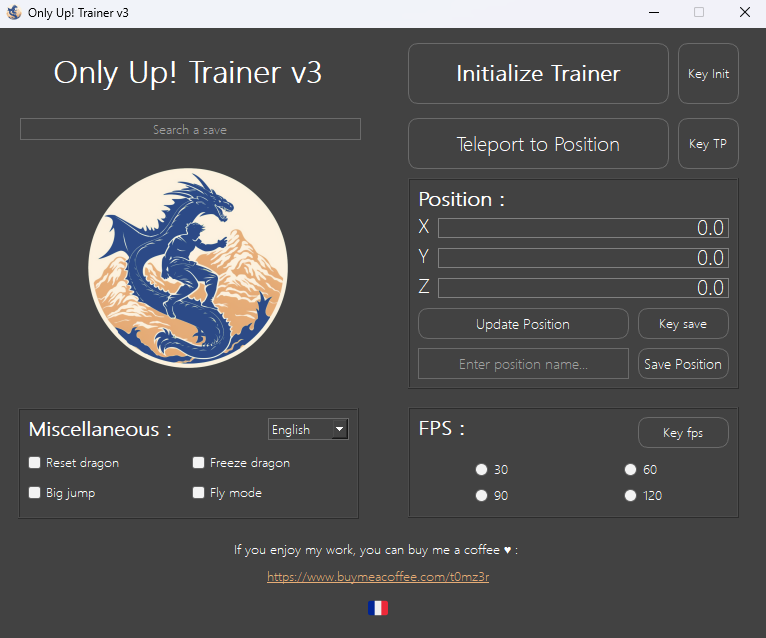 Only Up! Trainer v3
Only Up! Trainer v3
Search a save
Initialize Trainer
Key Init
Teleport to Position
Key TP
Position :
X 0.0
Y 0.0
Z 0.0
Update Position
Key save
Enter position name...
Save Position
Miscellaneous :
English
Reset dragon
Freeze dragon
Big jump
Fly mode
FPS :
Key fps
30
60
90
120
If you enjoy my work, you can buy me a coffee ♥ :
https://www.buymeacoffee.com/t0mz3r